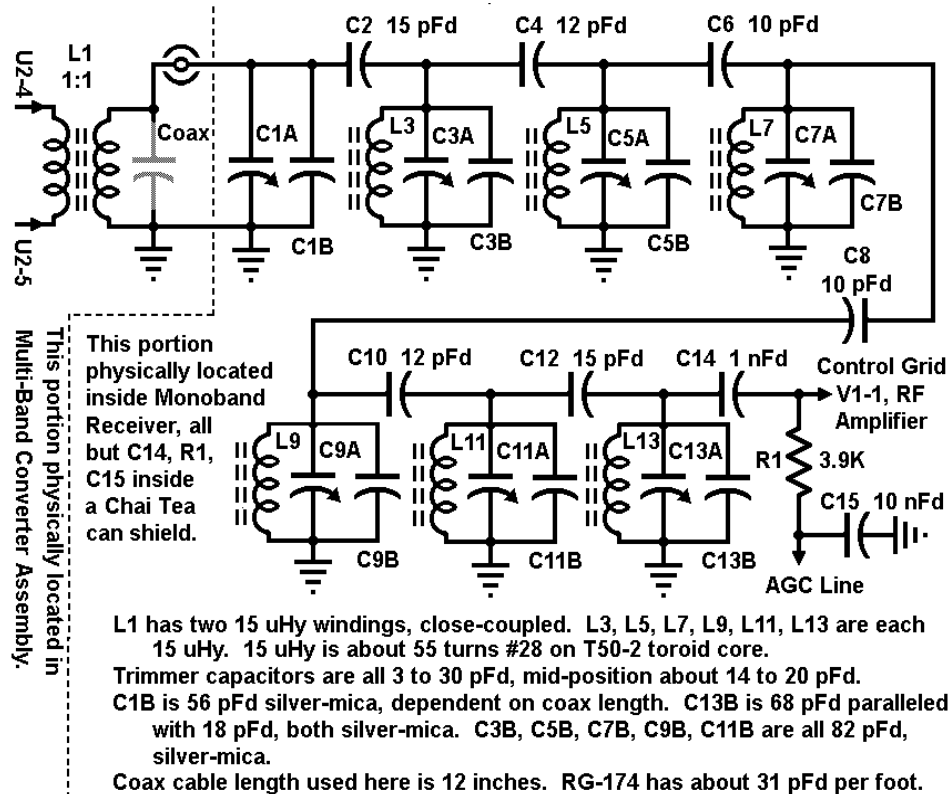 C2 15 pFd
C4 12 pFd
C6 10 pFd
U2-4
L1
1:1
Coax
C1A
L3
C3A
L5
C5A
L7
C7A
C7B
U2-5
C1B
C3B
C5B
C8
10 pFd
This portion physically located in
Multi-Band Converter Assembly.
This portion
physically located
inside Monoband
Receiver, all
but C14, R1,
C15 inside
a Chai Tea
can shield.
C10 12 pFd
C12 15 pFd
C14 1 nFd
Control Grid
V1-1, RF
Amplifier
L9
C9A
L11
C11A
L13
C13A
R1
3.9K
C15 10 nFd
C9B
C11B
C13B
AGC Line
L1 has two 15 uHy windings, close-coupled. L3, L5, L7, L9, L11, L13 are each
15 uHy. 15 uHy is about 55 turns #28 on T50-2 toroid core.
Trimmer capacitors are all 3 to 30 pFd, mid-position about 14 to 20 pFd.
C1B is 56 pFd silver-mica, dependent on coax length. C13B is 68 pFd paralleled
with 18 pFd, both silver-mica. C3B, C5B, C7B, C9B, C11B are all 82 pFd,
silver-mica.
Coax cable length used here is 12 inches. RG-174 has about 31 pFd per foot.